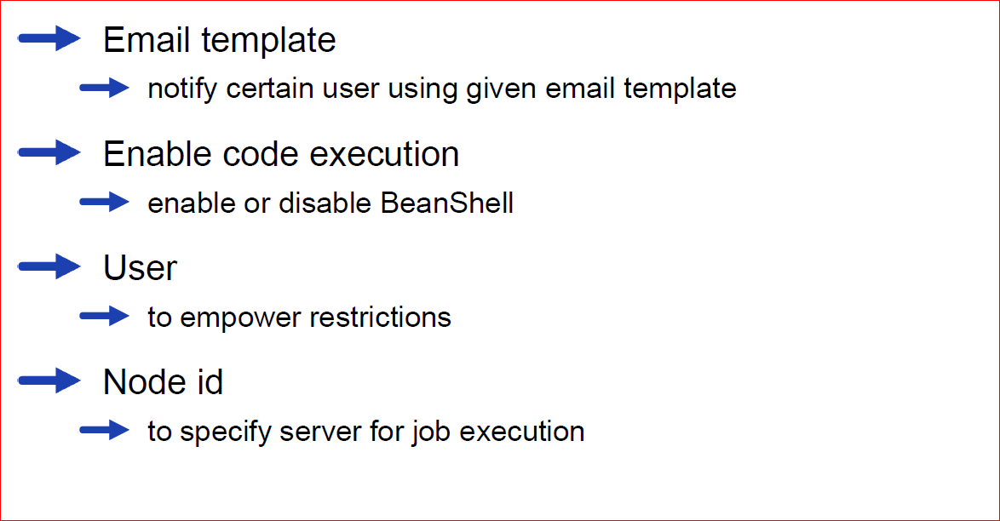 Email template
notify certain user using given email template
Enable code execution
enable or disable BeanShell
User
to empower restrictions
Node id
to specify server for job execution